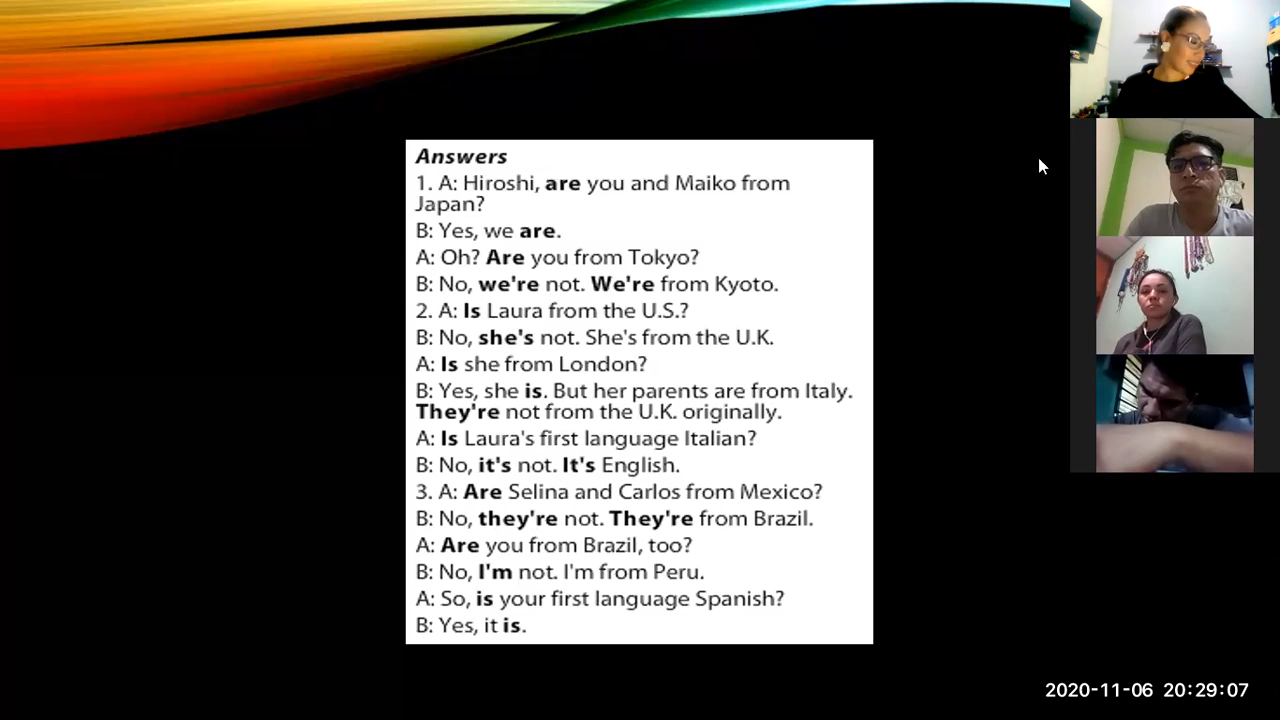 Answers
1. A: Hiroshi, are you and Maiko from
Japan?
B: Yes, we are.
A: Oh? Are you from Tokyo?
B: No, we're not. We're from Kyoto.
2. A: Is Laura from the U.S.?
B: No, she's not. She's from the U.K.
A: Is she from London?
B: Yes, she is. But her parents are from Italy.
They're not from the U.K. originally.
A: Is Laura's first language Italian?
B: No, it's not. It's English.
3. A: Are Selina and Carlos from Mexico?
B: No, they're not. They're from Brazil.
A: Are you from Brazil, too?
B: No, I'm not. I'm from Peru.
A: So, is your first language Spanish?
B: Yes, it is.
2020-11-06 20:29:07